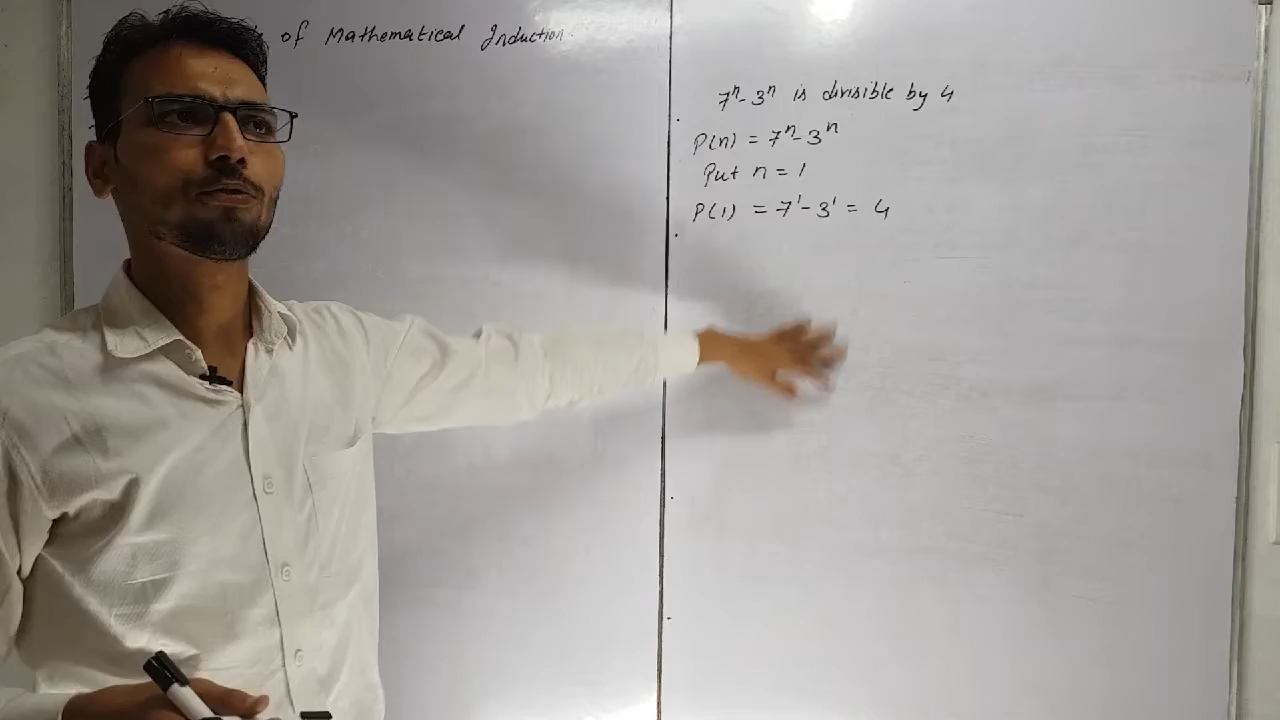 of Mathematical Induction.
7ⁿ - 3ⁿ is divisible by 4
P(n) = 7ⁿ - 3ⁿ
Put n = 1
P(1) = 7¹ - 3¹ = 4